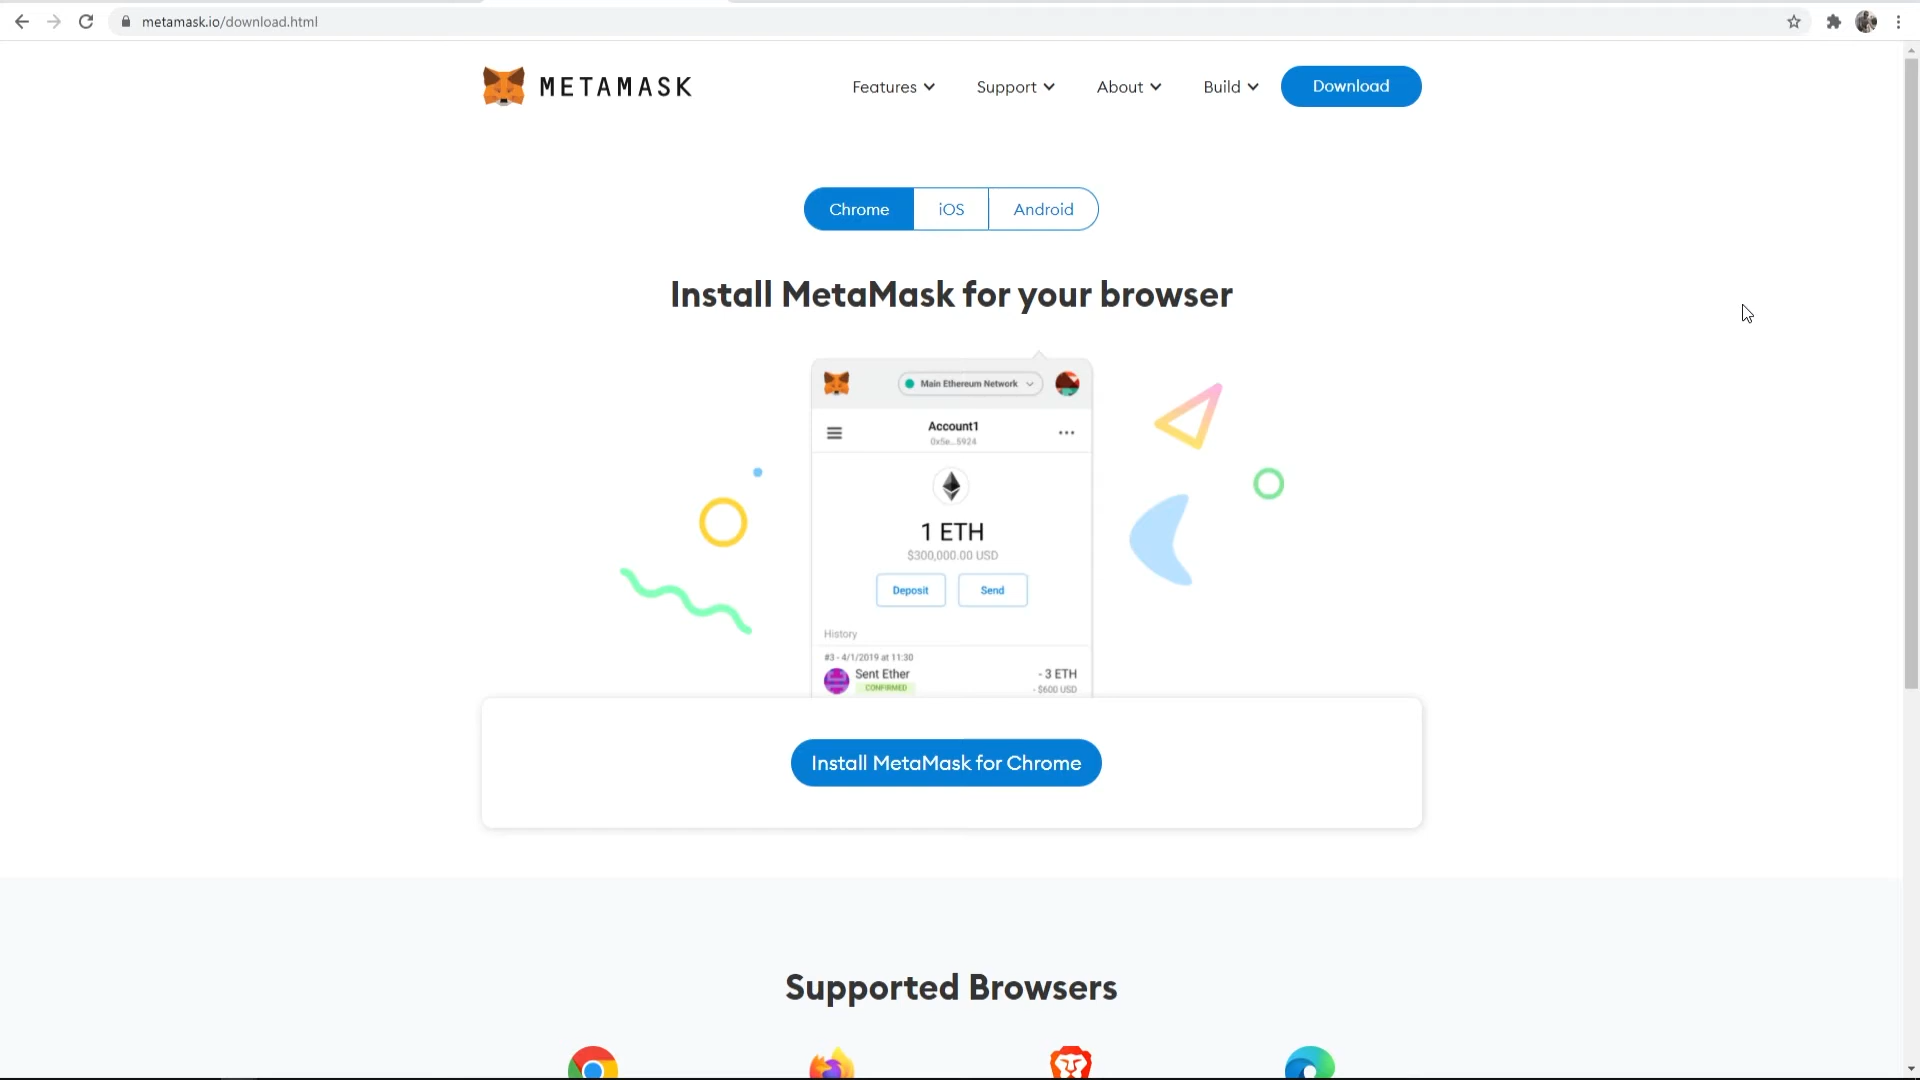 metamask.io/download.html
METAMASK
Features
Support
About
Build
Download
Chrome
iOS
Android
Install MetaMask for your browser
Main Ethereum Network
Account1
0x5e...5924
1 ETH
$300,000.00 USD
Deposit
Send
History
#3 - 4/1/2019 at 11:30
Sent Ether
- 3 ETH
CONFIRMED
- $600 USD
Install MetaMask for Chrome
Supported Browsers